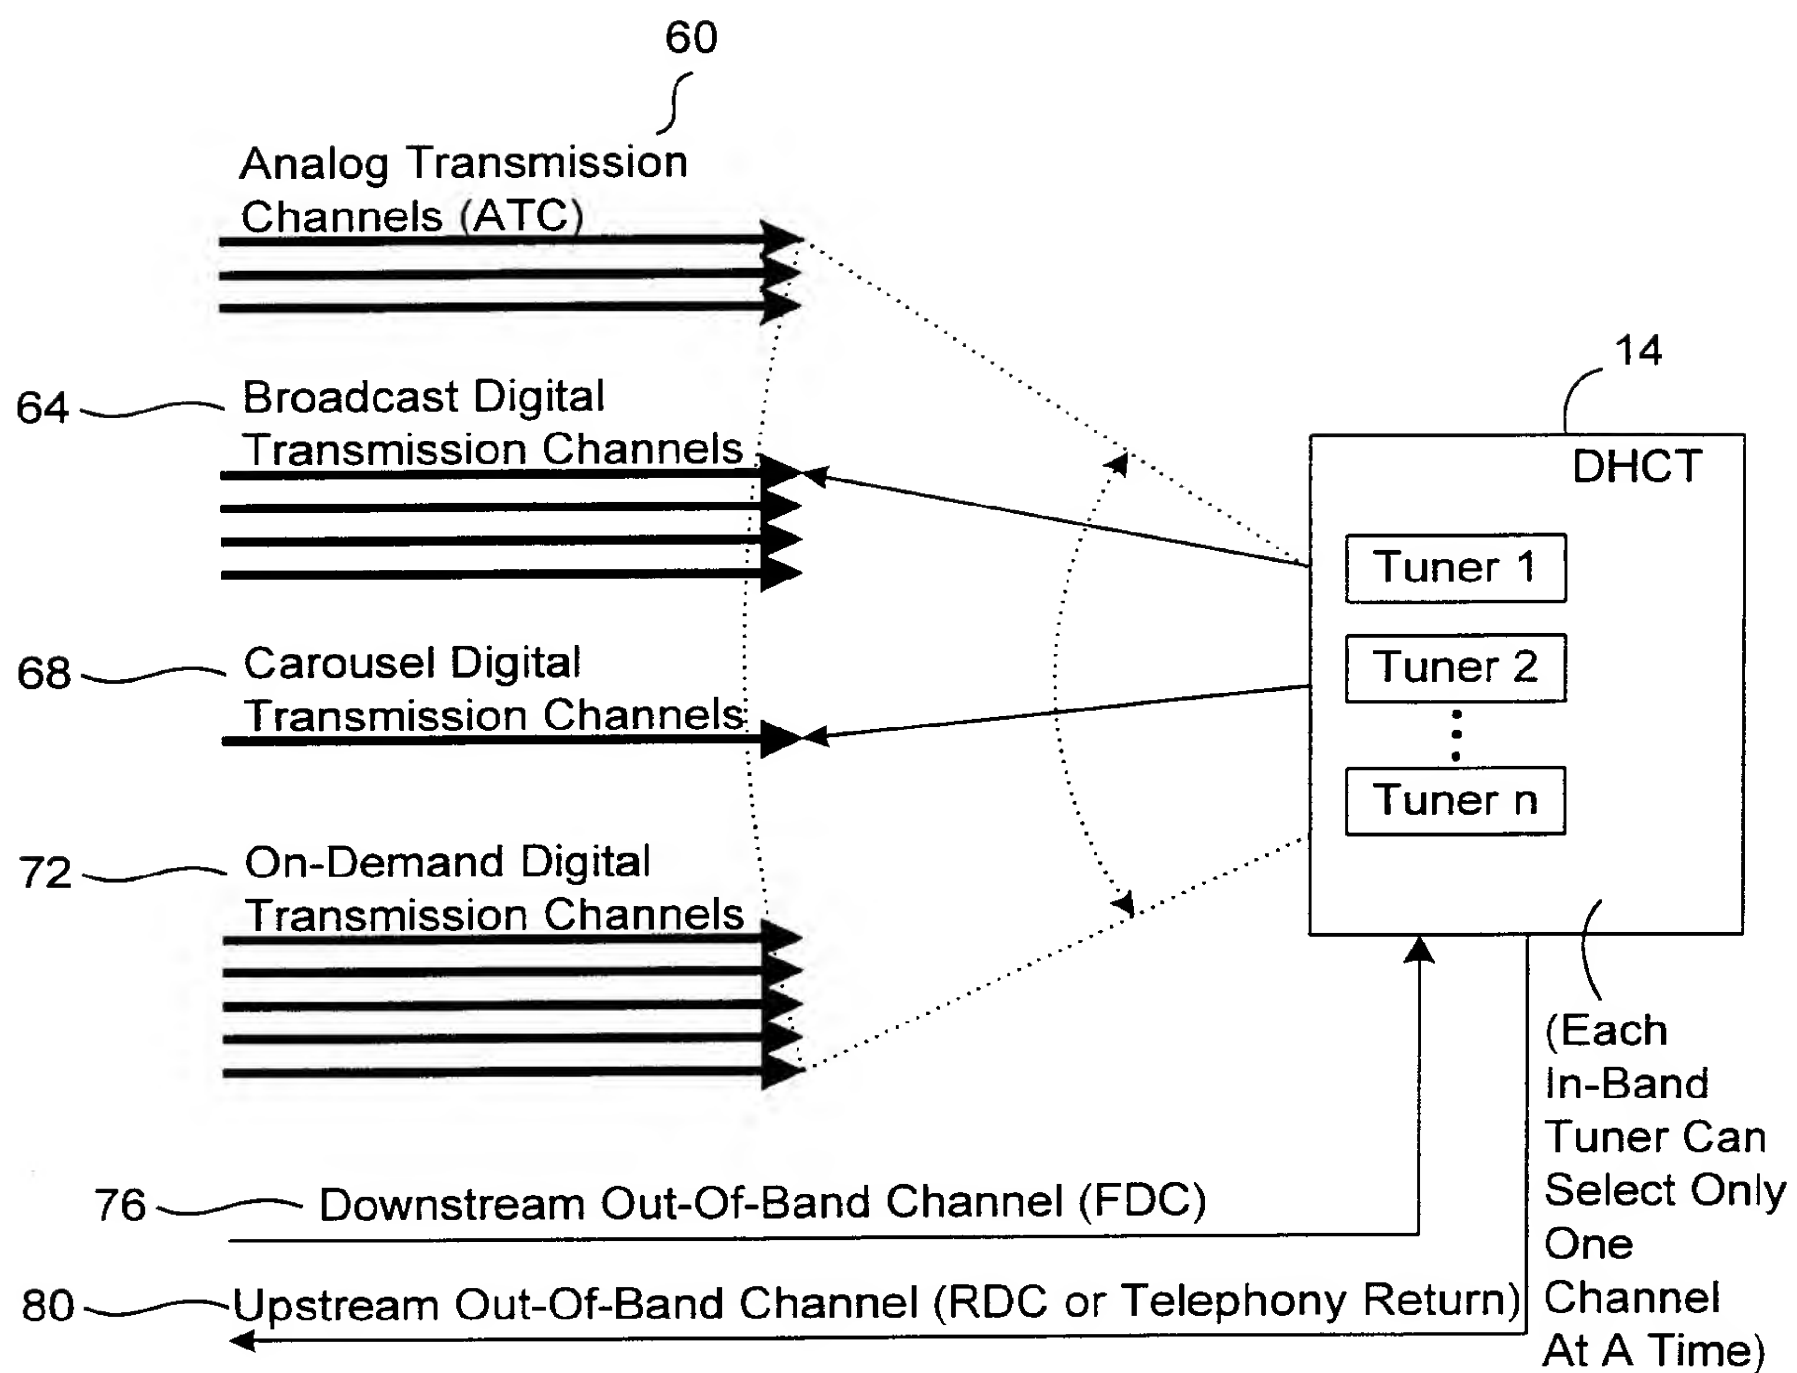 60
Analog Transmission
Channels (ATC)
14
64
Broadcast Digital
Transmission Channels
DHCT
Tuner 1
68
Carousel Digital
Transmission Channels
Tuner 2
Tuner n
72
On-Demand Digital
Transmission Channels
(Each
In-Band
Tuner Can
Select Only
One
Channel
At A Time)
76
Downstream Out-Of-Band Channel (FDC)
80
Upstream Out-Of-Band Channel (RDC or Telephony Return)